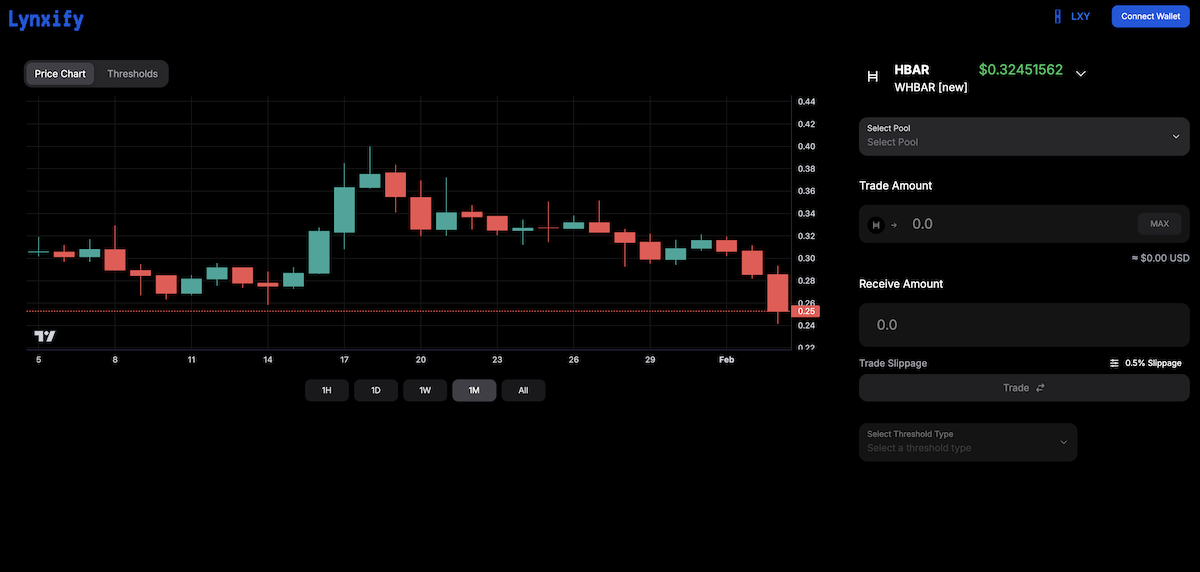 Lynxify
LXY
Connect Wallet
Price Chart
Thresholds
HBAR
$0.32451562
WHBAR [new]
Select Pool
Select Pool
Trade Amount
0.0
MAX
≈ $0.00 USD
Receive Amount
0.0
Trade Slippage
0.5% Slippage
Trade
Select Threshold Type
Select a threshold type
0.44
0.42
0.40
0.38
0.36
0.34
0.32
0.30
0.28
0.26
0.25
0.24
0.22
5 8 11 14 17 20 23 26 29 Feb
1H 1D 1W 1M All